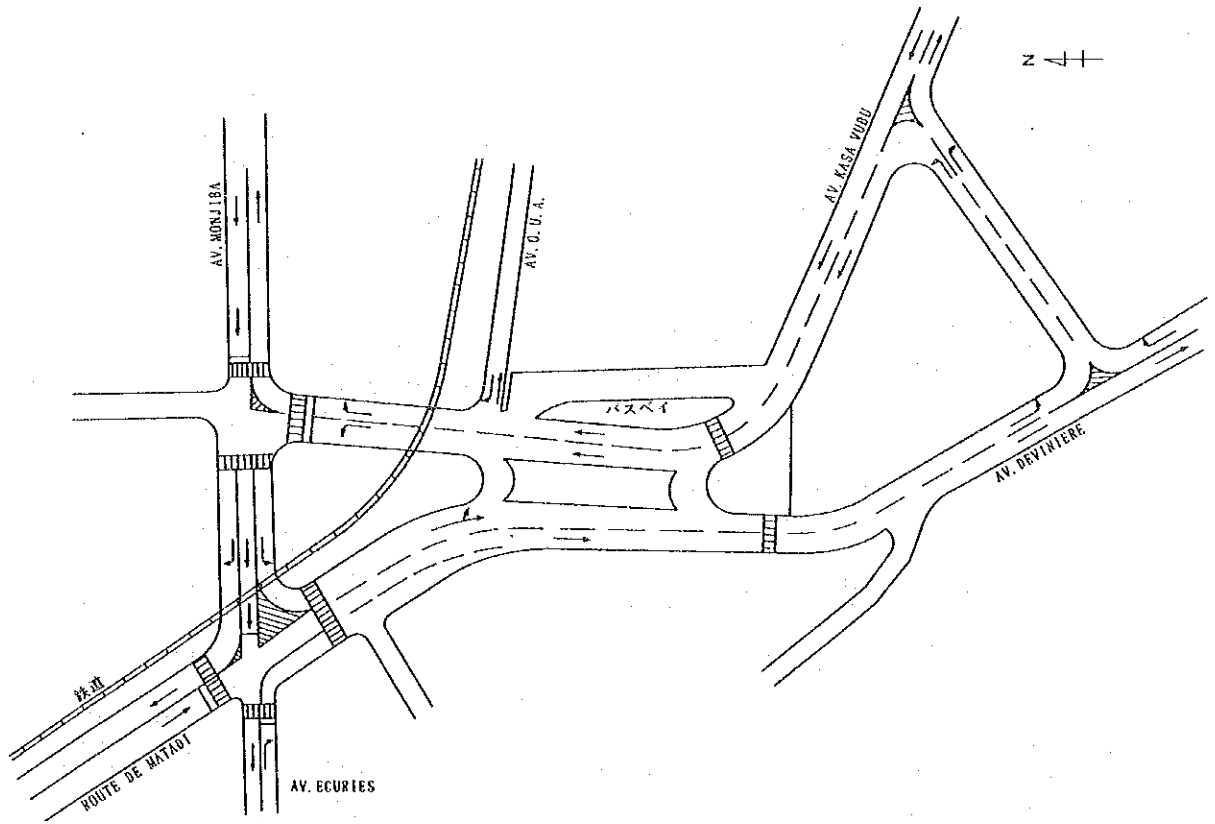 N
AV. MONJIBA
AV. O. U. A.
AV. KASA VUBU
バスベイ
AV. DEVINIERE
鉄道
ROUTE DE MATADI
AV. ECURIES